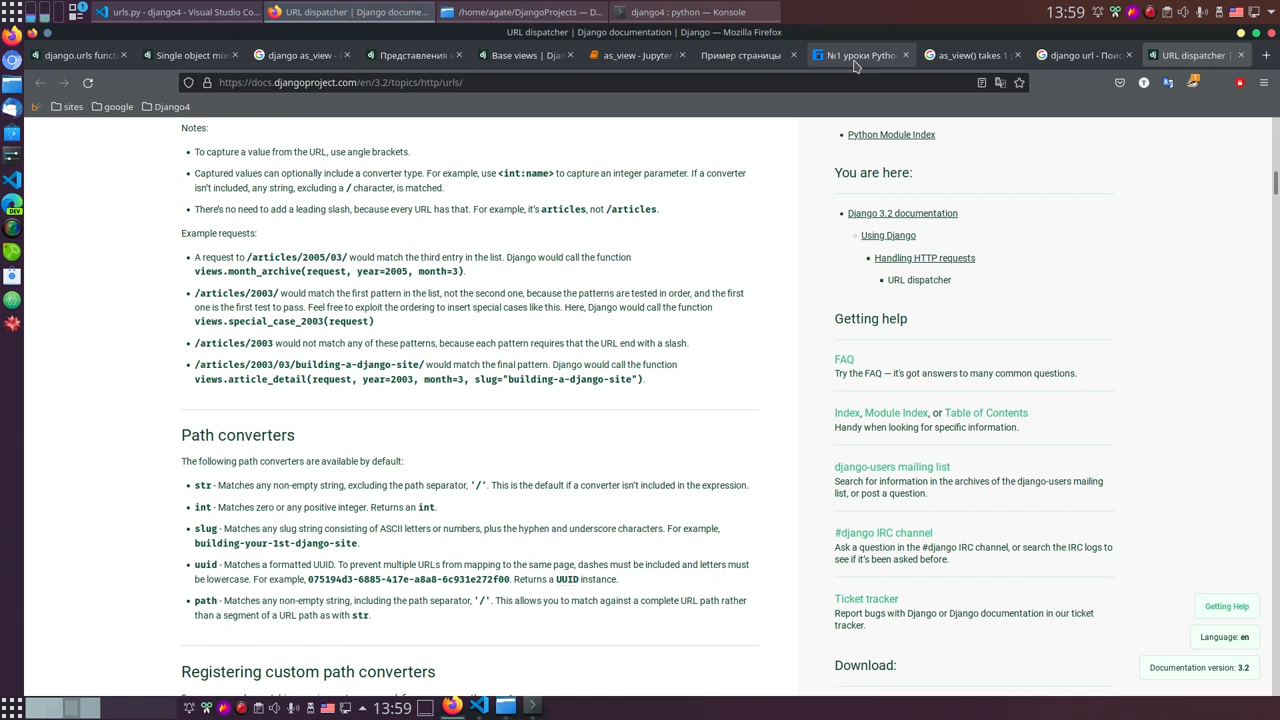 urls.py - django4 - Visual Studio Co
URL dispatcher | Django docume...
/home/agate/DjangoProjects — D...
django4 : python — Konsole
13:59
URL dispatcher | Django documentation | Django — Mozilla Firefox
django.urls funct
Single object mix
django as_view - I
Представления
Base views | Djan
as_view - Jupyter
Пример страницы
№1 уроки Pytho
as_view() takes 1
django url - Поис
URL dispatcher |
https://docs.djangoproject.com/en/3.2/topics/http/urls/
sites
google
Django4
Notes:
• To capture a value from the URL, use angle brackets.
• Captured values can optionally include a converter type. For example, use <int:name> to capture an integer parameter. If a converter
isn’t included, any string, excluding a / character, is matched.
• There’s no need to add a leading slash, because every URL has that. For example, it’s articles, not /articles.
Example requests:
• A request to /articles/2005/03/ would match the third entry in the list. Django would call the function
views.month_archive(request, year=2005, month=3).
• /articles/2003/ would match the first pattern in the list, not the second one, because the patterns are tested in order, and the first
one is the first test to pass. Feel free to exploit the ordering to insert special cases like this. Here, Django would call the function
views.special_case_2003(request)
• /articles/2003 would not match any of these patterns, because each pattern requires that the URL end with a slash.
• /articles/2003/03/building-a-django-site/ would match the final pattern. Django would call the function
views.article_detail(request, year=2003, month=3, slug="building-a-django-site").
Path converters
The following path converters are available by default:
• str - Matches any non-empty string, excluding the path separator, '/'. This is the default if a converter isn’t included in the expression.
• int - Matches zero or any positive integer. Returns an int.
• slug - Matches any slug string consisting of ASCII letters or numbers, plus the hyphen and underscore characters. For example,
building-your-1st-django-site.
• uuid - Matches a formatted UUID. To prevent multiple URLs from mapping to the same page, dashes must be included and letters must
be lowercase. For example, 075194d3-6885-417e-a8a8-6c931e272f00. Returns a UUID instance.
• path - Matches any non-empty string, including the path separator, '/'. This allows you to match against a complete URL path rather
than a segment of a URL path as with str.
Registering custom path converters
• Python Module Index
You are here:
• Django 3.2 documentation
◦ Using Django
▪ Handling HTTP requests
▪ URL dispatcher
Getting help
FAQ
Try the FAQ — it's got answers to many common questions.
Index, Module Index, or Table of Contents
Handy when looking for specific information.
django-users mailing list
Search for information in the archives of the django-users mailing
list, or post a question.
#django IRC channel
Ask a question in the #django IRC channel, or search the IRC logs to
see if it’s been asked before.
Ticket tracker
Report bugs with Django or Django documentation in our ticket
tracker.
Download:
Getting Help
Language: en
Documentation version: 3.2
DEV
13:59